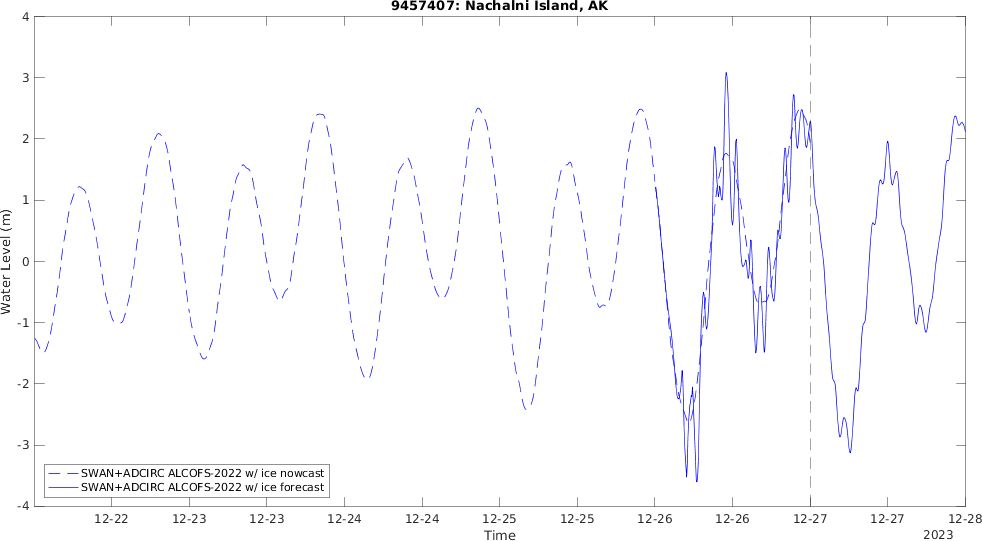 9457407: Nachalni Island, AK
4
3
2
1
0
-1
-2
-3
-4
Water Level (m)
SWAN+ADCIRC ALCOFS-2022 w/ ice nowcast
SWAN+ADCIRC ALCOFS-2022 w/ ice forecast
12-22 12-23 12-23 12-24 12-24 12-25 12-25 12-26 12-26 12-27 12-27 12-28
Time
2023